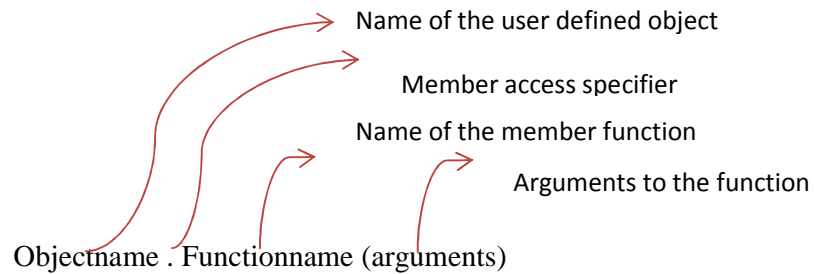 Name of the user defined object
Member access specifier
Name of the member function
Arguments to the function
Objectname . Functionname (arguments)